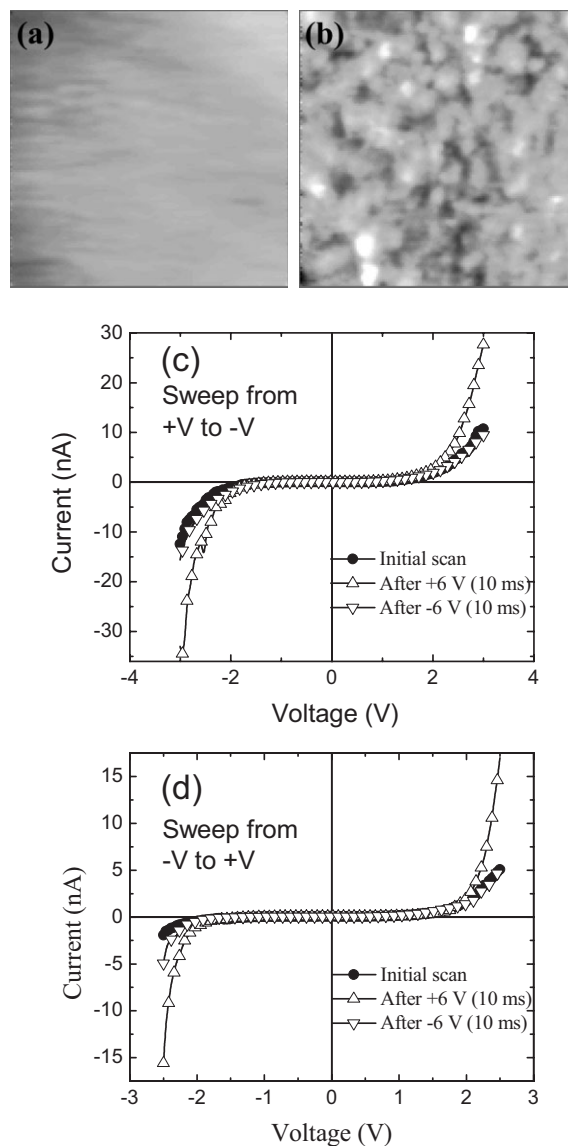 (a)
(b)
(c)
Sweep from
+V to -V
Current (nA)
30
20
10
0
-10
-20
-30
Initial scan
After +6 V (10 ms)
After -6 V (10 ms)
-4
-2
0
2
4
Voltage (V)
(d)
Sweep from
-V to +V
Current (nA)
15
10
5
0
-5
-10
-15
Initial scan
After +6 V (10 ms)
After -6 V (10 ms)
-3
-2
-1
0
1
2
3
Voltage (V)